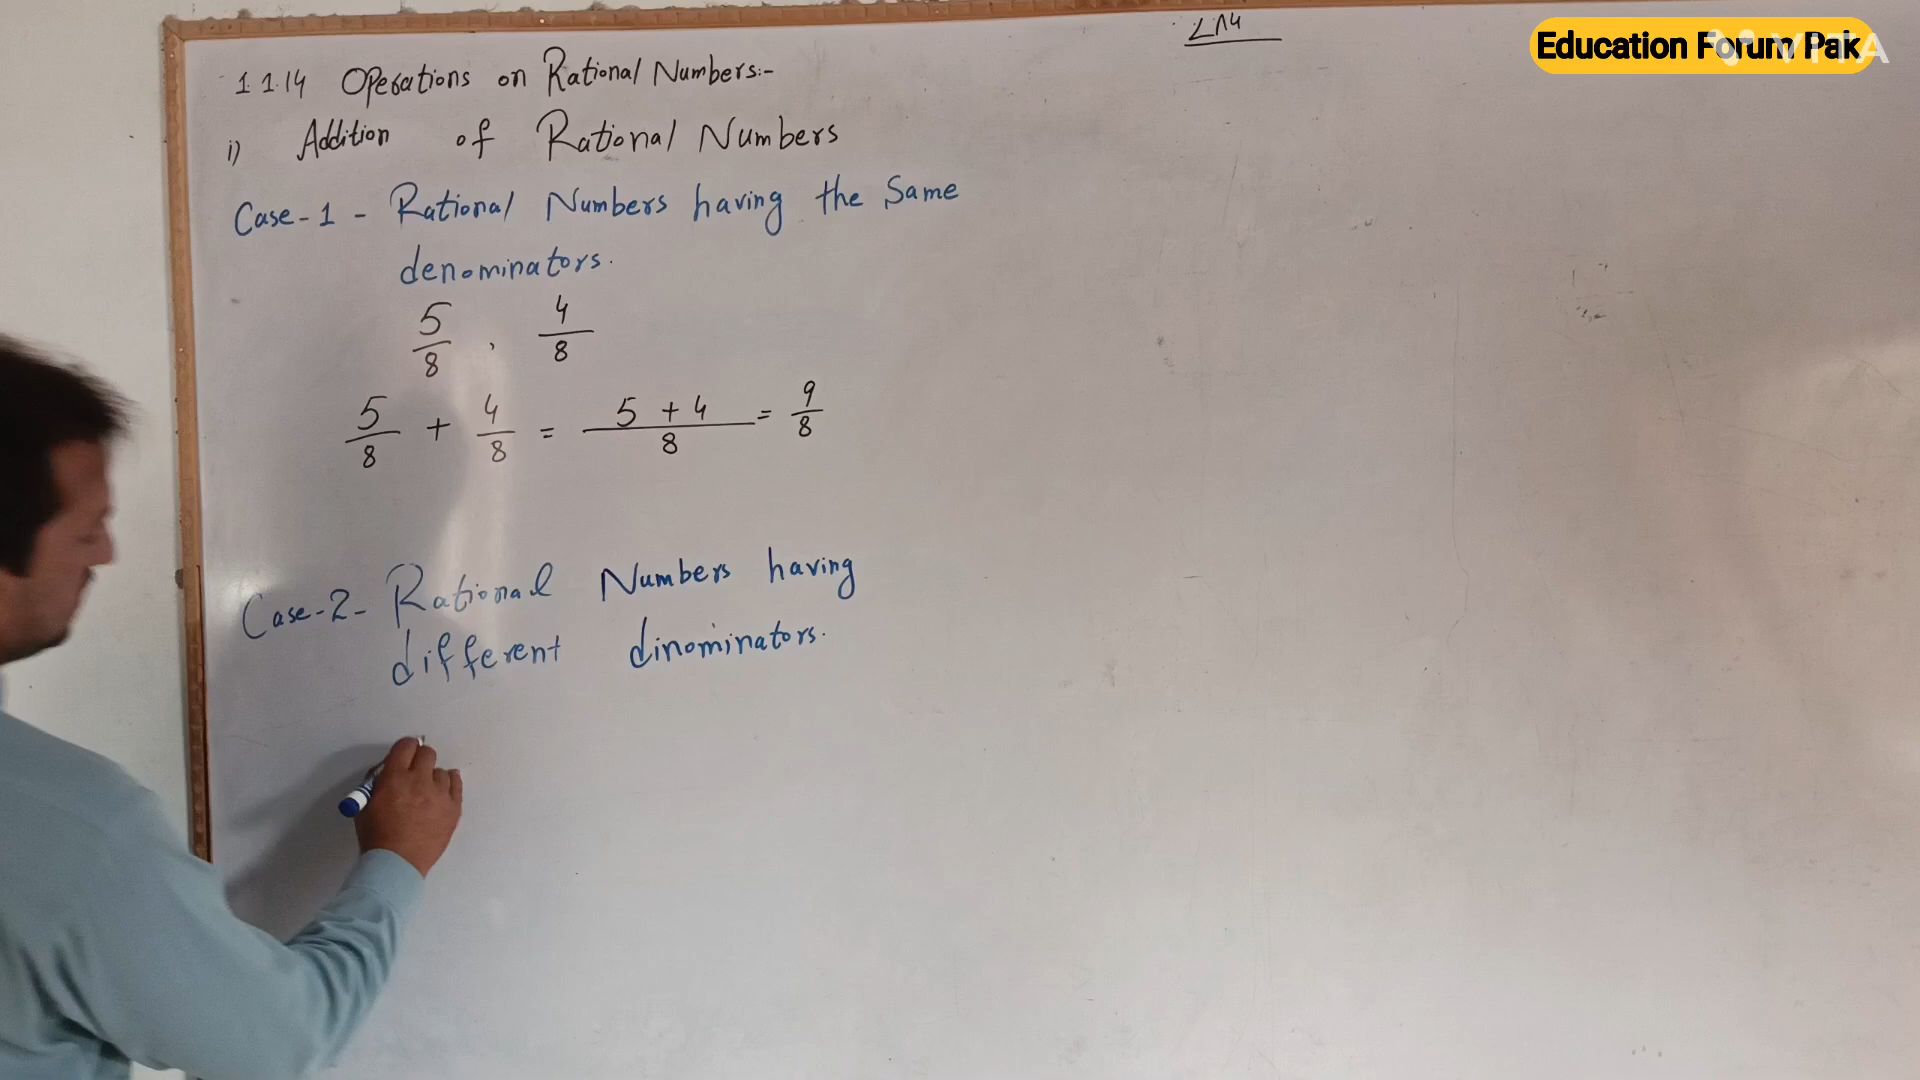 Education Forum Pak
VITA
1.1.14 Operations on Rational Numbers:-
i) Addition of Rational Numbers
Case-1 - Rational Numbers having the Same
denominators.
5/8 , 4/8
5/8 + 4/8 = 5 + 4/8 = 9/8
Case-2- Rational Numbers having
different dinominators.